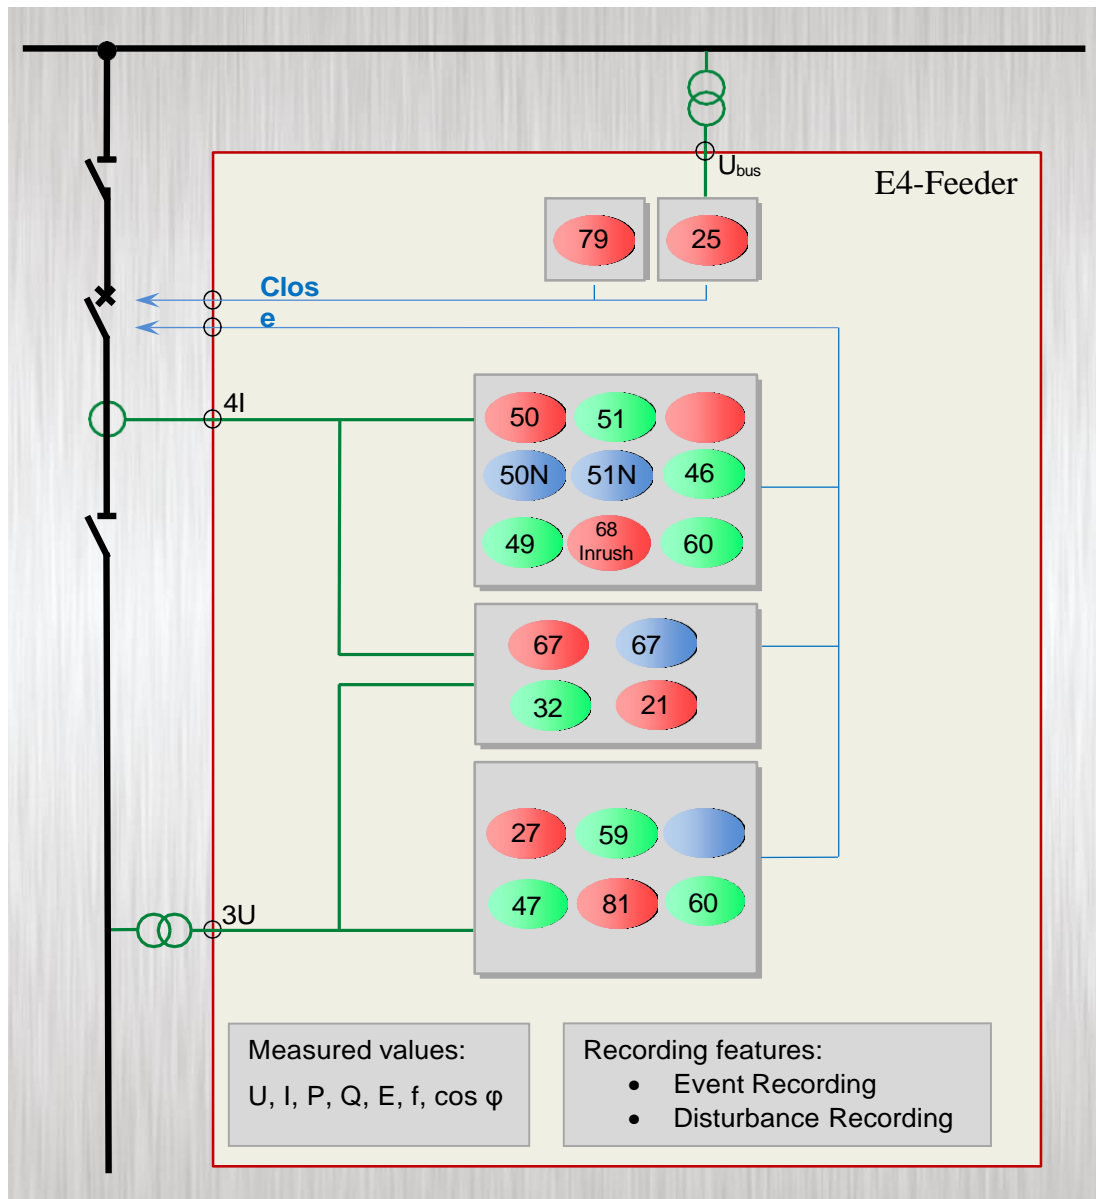 U bus
E4-Feeder
79 25
Clos
e
4I
50 51
50N 51N 46
49 68 60
Inrush
67 67
32 21
27 59
47 81 60
3U
Measured values:
U, I, P, Q, E, f, cos φ
Recording features:
• Event Recording
• Disturbance Recording